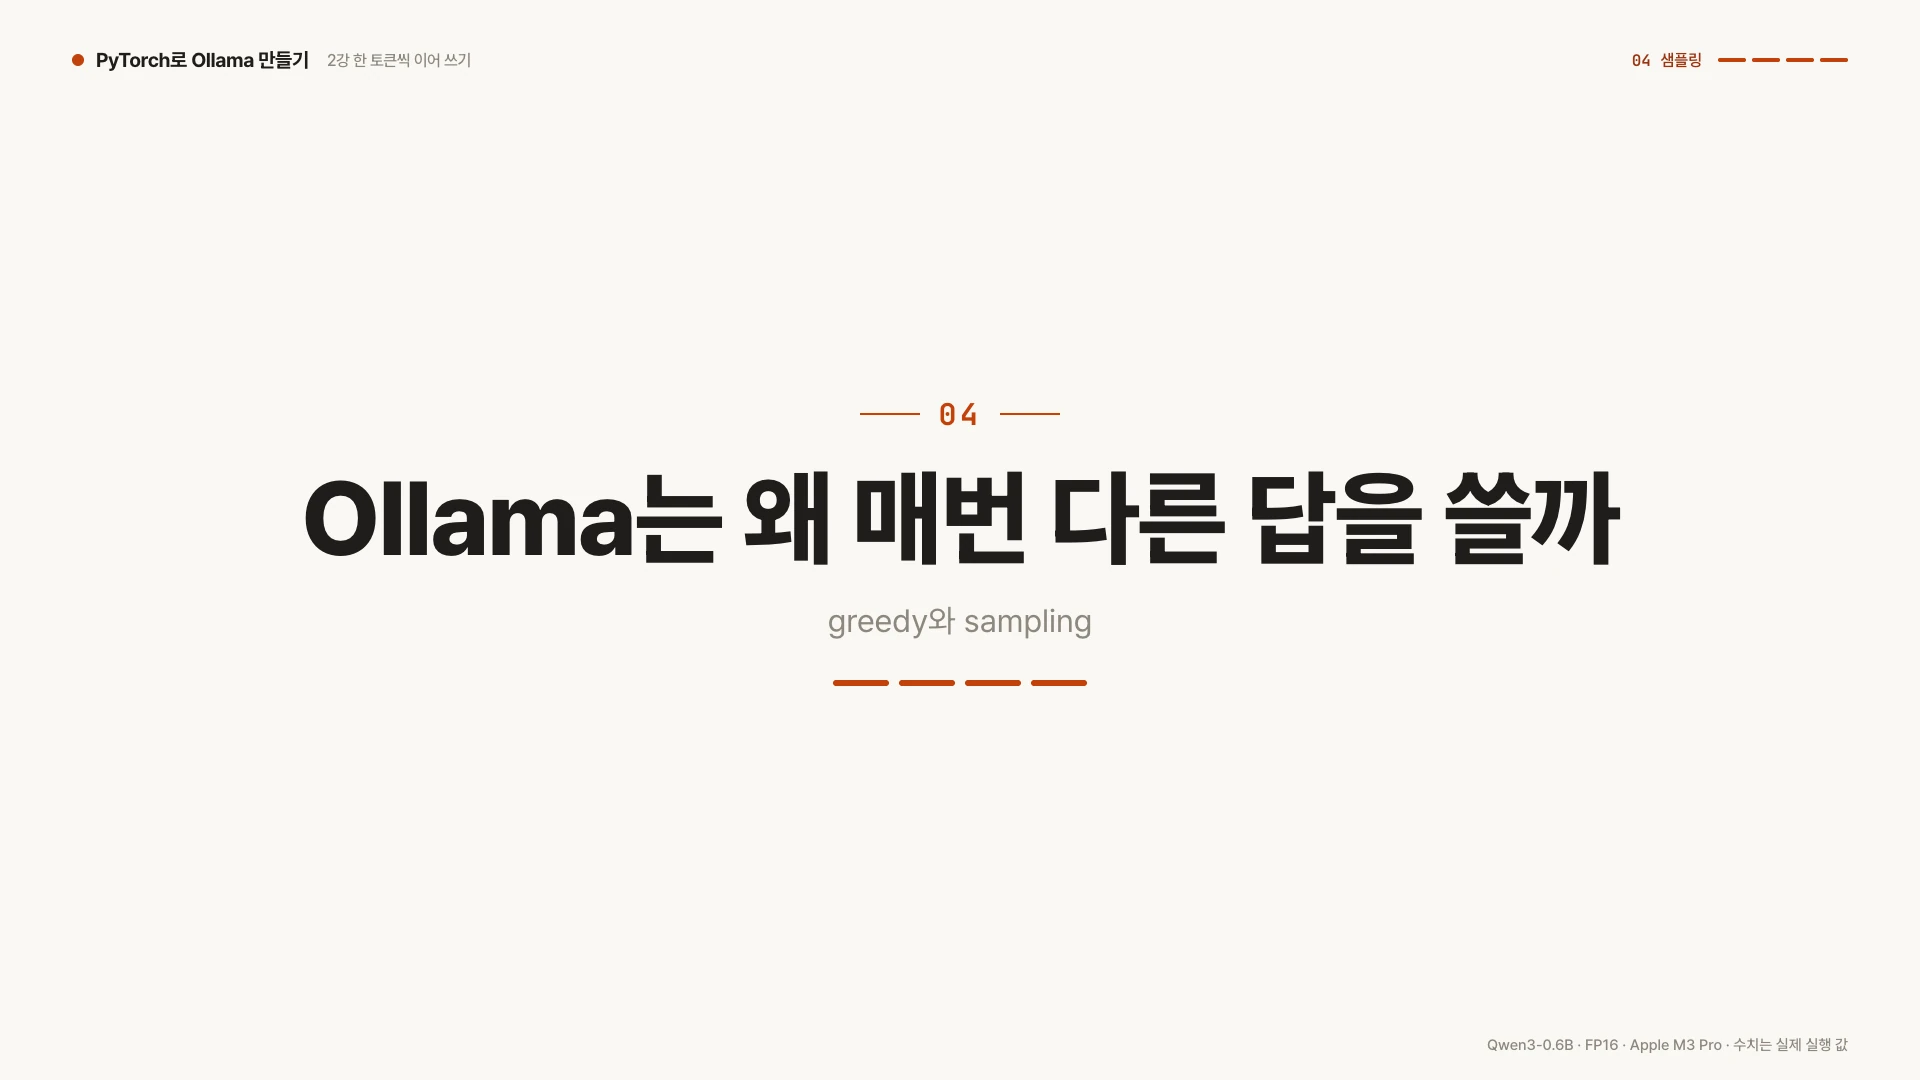 PyTorch로 Ollama 만들기 2강 한 토큰씩 이어 쓰기
04 샘플링
04
Ollama는 왜 매번 다른 답을 쓸까
greedy와 sampling
Qwen3-0.6B · FP16 · Apple M3 Pro · 수치는 실제 실행 값